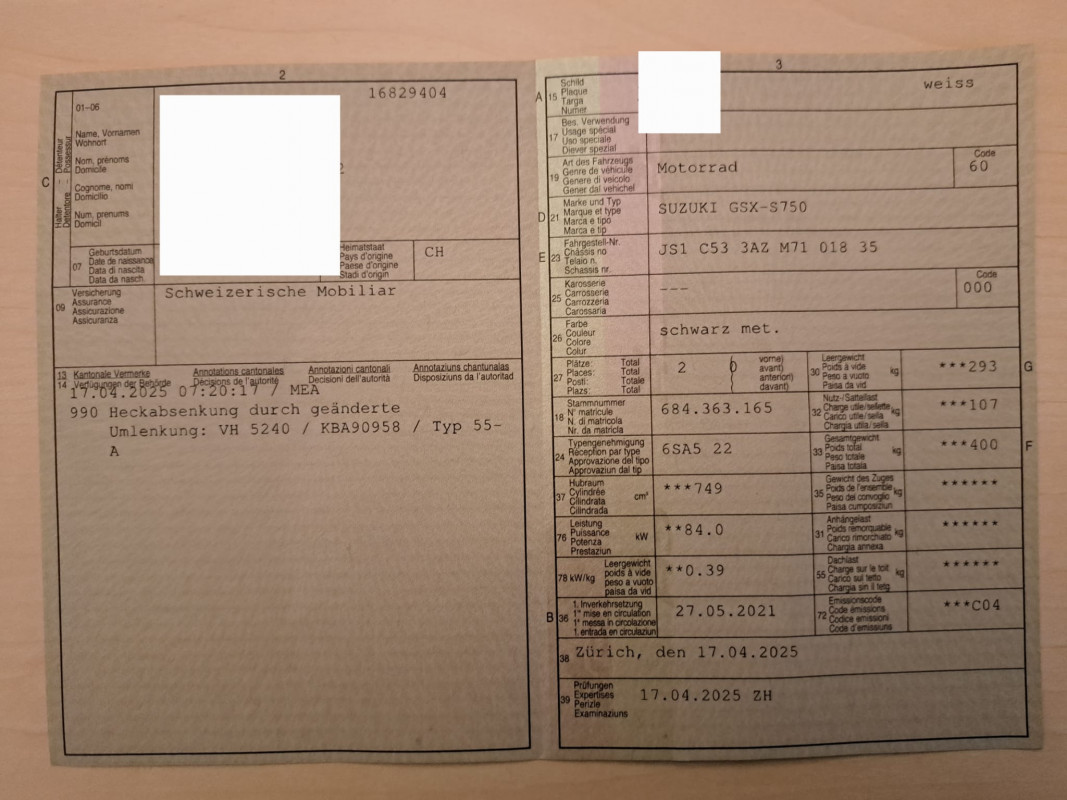 2
01-06
16829404
C
Halter - Détenteur
Detentore - Possessur
Name, Vornamen
Wohnort
Nom, prénoms
Domicile
Cognome, nomi
Domicilio
Num, prenums
Domicil
07
Geburtsdatum
Date de naissance
Data di nascita
Data da nasch.
Heimatstaat
Pays d'origine
Paese d'origine
Stadi d'origin
CH
09
Versicherung
Assurance
Assicurazione
Assicuranza
Schweizerische Mobiliar
13 Kantonale Vermerke Annotations cantonales Annotazioni cantonali Annotaziuns chantunalas
14 Verfügungen der Behörde Décisions de l'autorité Decisioni dell'autorità Disposiziuns da l'autoritad
17.04.2025 07:20:17 / MEA
990 Heckabsenkung durch geänderte
Umlenkung: VH 5240 / KBA90958 / Typ 55-
A
3
A 15
Schild
Plaque
Targa
Numer
weiss
17
Bes. Verwendung
Usage spécial
Uso speciale
Diever spezial
19
Art des Fahrzeugs
Genre de véhicule
Genere di veicolo
Gener dal vehichel
Motorrad
Code
60
D 21
Marke und Typ
Marque et type
Marca e tipo
Marca e tip
SUZUKI GSX-S750
E 23
Fahrgestell-Nr.
Châssis no
Telaio n.
Schassis nr.
JS1 C53 3AZ M71 018 35
25
Karosserie
Carrosserie
Carrozzeria
Carossaria
---
Code
000
26
Farbe
Couleur
Colore
Colur
schwarz met.
27
Plätze: Total
Places: Total
Posti: Totale
Plazs: Total
2
vorne)
avant)
anteriori)
davant)
30
Leergewicht
Poids à vide
Peso a vuoto
Paisa da vid
kg
***293
G
18
Stammnummer
N° matricule
N. di matricola
Nr. da matricla
684.363.165
32
Nutz-/Sattellast
Charge utile/sellette
Carico utile/sella
Chargia utila/sella
kg
***107
24
Typengenehmigung
Réception par type
Approvazione del tipo
Approvaziun dal tip
6SA5 22
33
Gesamtgewicht
Poids total
Peso totale
Paisa totala
kg
***400
F
37
Hubraum
Cylindrée
Cilindrata
Cilindrada
cm³
***749
35
Gewicht des Zuges
Poids de l'ensemble
Peso del convoglio
Paisa cumposiziun
kg
******
76
Leistung
Puissance
Potenza
Prestaziun
kW
**84.0
31
Anhängelast
Poids remorquable
Carico rimorchiato
Chargia annexa
kg
******
78 kW/kg
Leergewicht
poids à vide
peso a vuoto
paisa da vid
**0.39
55
Dachlast
Charge sur le toit
Carico sul tetto
Chargia sin il tetg
kg
******
B 36
1. Inverkehrsetzung
1re mise en circulation
1a messa in circolazione
1. entrada en circulaziun
27.05.2021
72
Emissionscode
Code émissions
Codice emissioni
Code d'emissiuns
***C04
38 Zürich, den 17.04.2025
39
Prüfungen
Expertises
Perizie
Examinaziuns
17.04.2025 ZH